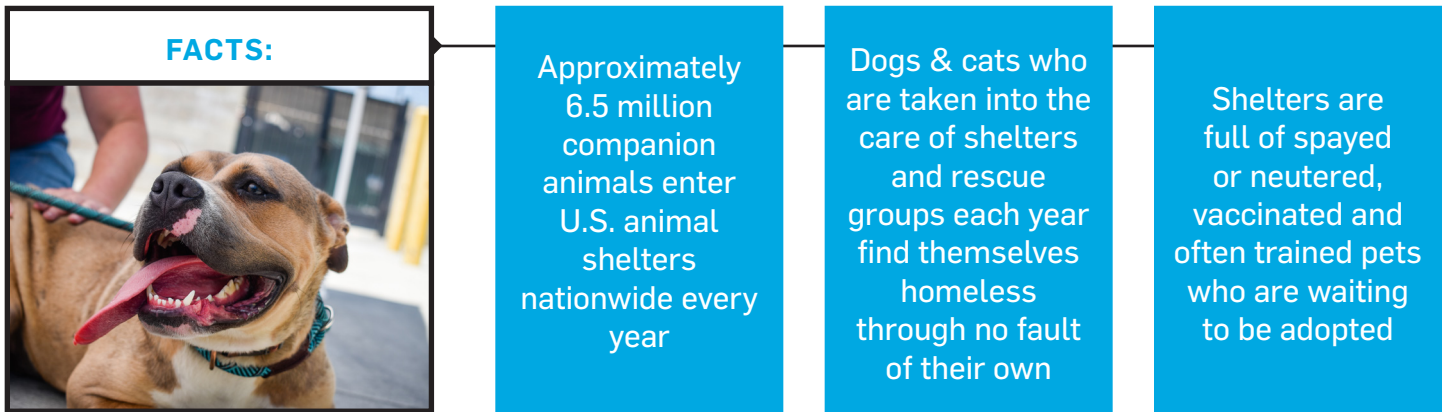 FACTS:
Approximately
6.5 million
companion
animals enter
U.S. animal
shelters
nationwide every
year
Dogs & cats who
are taken into the
care of shelters
and rescue
groups each year
find themselves
homeless
through no fault
of their own
Shelters are
full of spayed
or neutered,
vaccinated and
often trained pets
who are waiting
to be adopted